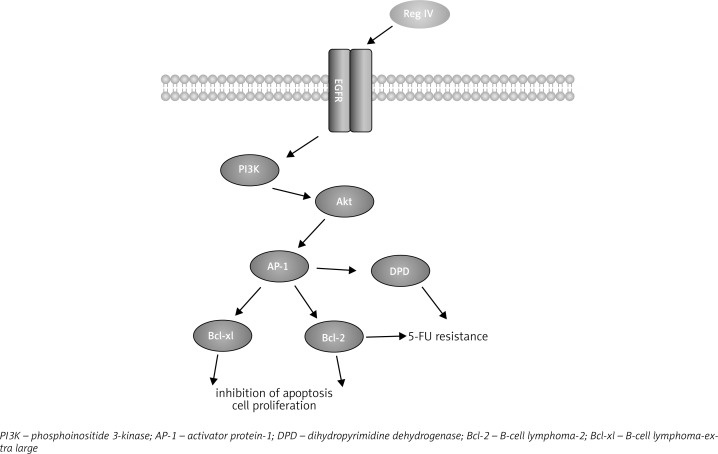 Reg IV
EGFR
PI3K
Akt
AP-1
DPD
Bcl-xl
Bcl-2
5-FU resistance
inhibition of apoptosis
cell proliferation
PI3K – phosphoinositide 3-kinase; AP-1 – activator protein-1; DPD – dihydropyrimidine dehydrogenase; Bcl-2 – B-cell lymphoma-2; Bcl-xl – B-cell lymphoma-ex-
tra large